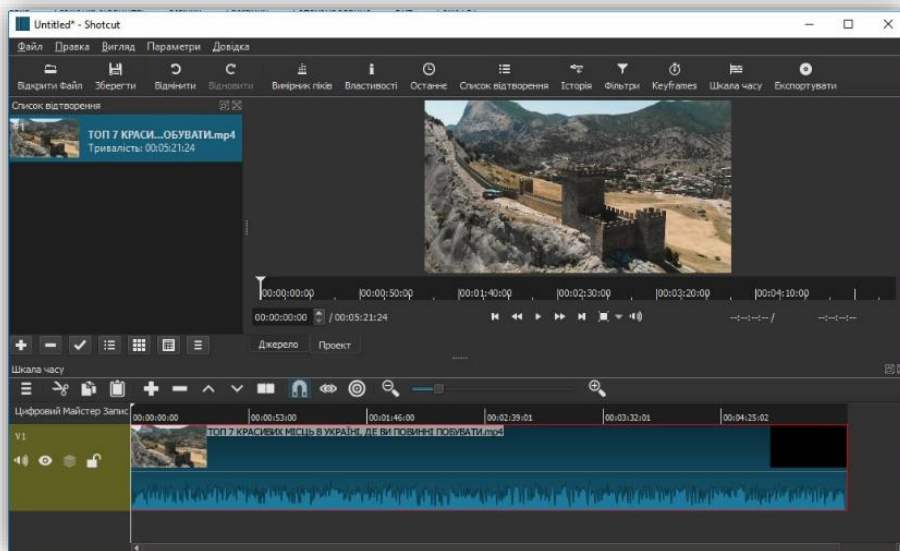 Untitled* - Shotcut
Файл Правка Вигляд Параметри Довідка
Відкрити Файл Зберегти Відмінити Відновити Вимірник піків Властивості Останнє Список відтворення Історія Фільтри Keyframes Шкала часу Експортувати
Список відтворення
#1
ТОП 7 КРАСИ...ОБУВАТИ.mp4
Тривалість: 00:05:21:24
00:00:00:00 00:00:50:00 00:01:40:00 00:02:30:00 00:03:20:00 00:04:10:00
00:00:00:00 / 00:05:21:24 --:--:--:-- / --:--:--:--
Джерело Проект
Шкала часу
Цифровий Майстер Запис 00:00:00:00 00:00:53:00 00:01:46:00 00:02:39:01 00:03:32:01 00:04:25:02
V1
ТОП 7 КРАСИВИХ МІСЦЬ В УКРАЇНІ, ДЕ ВИ ПОВИННІ ПОБУВАТИ.mp4